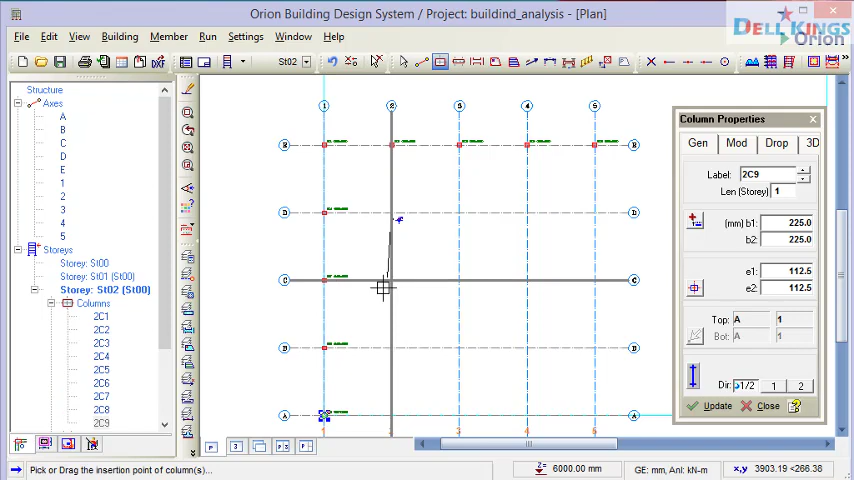 Orion Building Design System / Project: buildind_analysis - [Plan]
DELL KINGS
Orion
File Edit View Building Member Run Settings Window Help
St02
Structure
Axes
A
B
C
D
E
1
2
3
4
5
Storeys
Storey: St00
Storey: St01 (St00)
Storey: St02 (St00)
Columns
2C1
2C2
2C3
2C4
2C5
2C6
2C7
2C8
2C9
1 2 3 4 5
E E
D D
C C
B B
A A
1 3 4 5
Column Properties
Gen Mod Drop 3D
Label: 2C9
Len (Storey) 1
(mm) b1: 225.0
b2: 225.0
e1: 112.5
e2: 112.5
Top: A 1
Bot: A 1
Dir: 1/2 1 2
Update Close
Pick or Drag the insertion point of column(s)...
Z= 6000.00 mm
GE: mm, Anl: kN-m
x,y 3903.19 <266.38